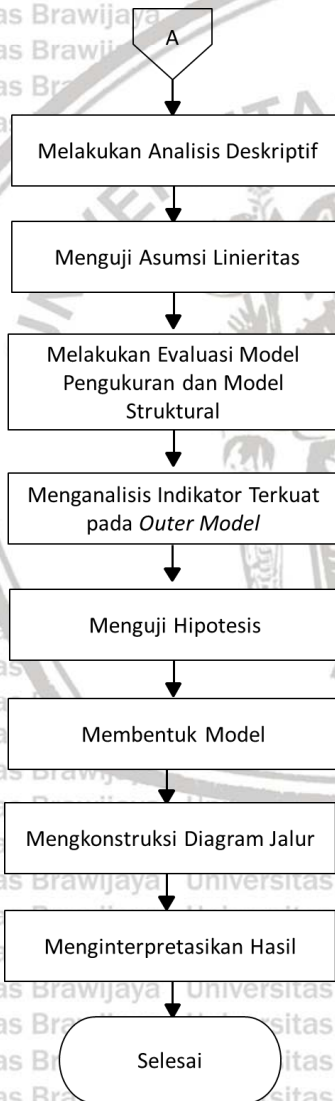 A
Melakukan Analisis Deskriptif
Menguji Asumsi Linieritas
Melakukan Evaluasi Model
Pengukuran dan Model
Struktural
Menganalisis Indikator Terkuat
pada Outer Model
Menguji Hipotesis
Membentuk Model
Mengkonstruksi Diagram Jalur
Menginterpretasikan Hasil
Selesai